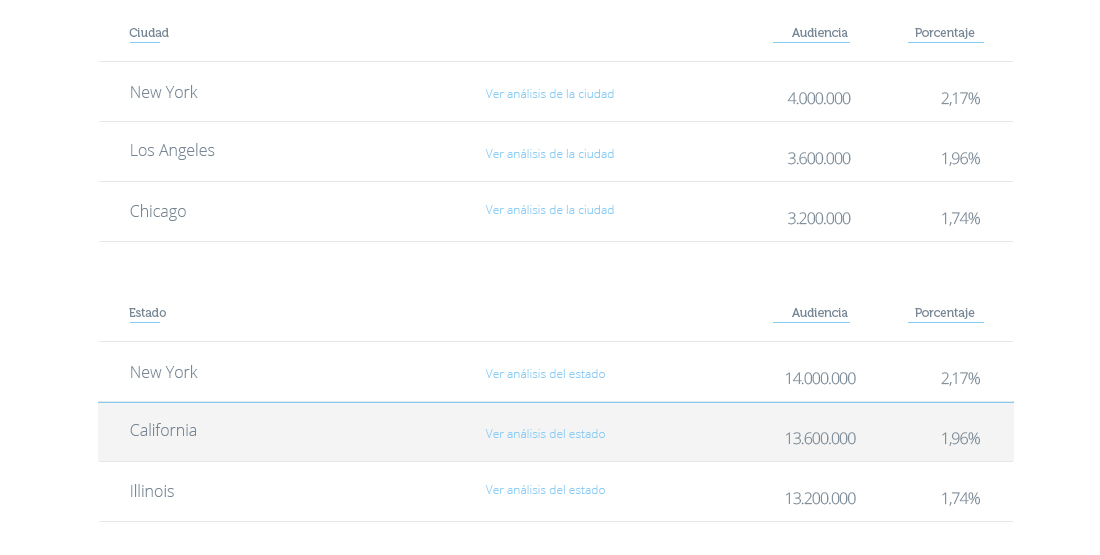 Ciudad Audiencia Porcentaje
New York Ver análisis de la ciudad 4.000.000 2,17%
Los Angeles Ver análisis de la ciudad 3.600.000 1,96%
Chicago Ver análisis de la ciudad 3.200.000 1,74%
Estado Audiencia Porcentaje
New York Ver análisis del estado 14.000.000 2,17%
California Ver análisis del estado 13.600.000 1,96%
Illinois Ver análisis del estado 13.200.000 1,74%